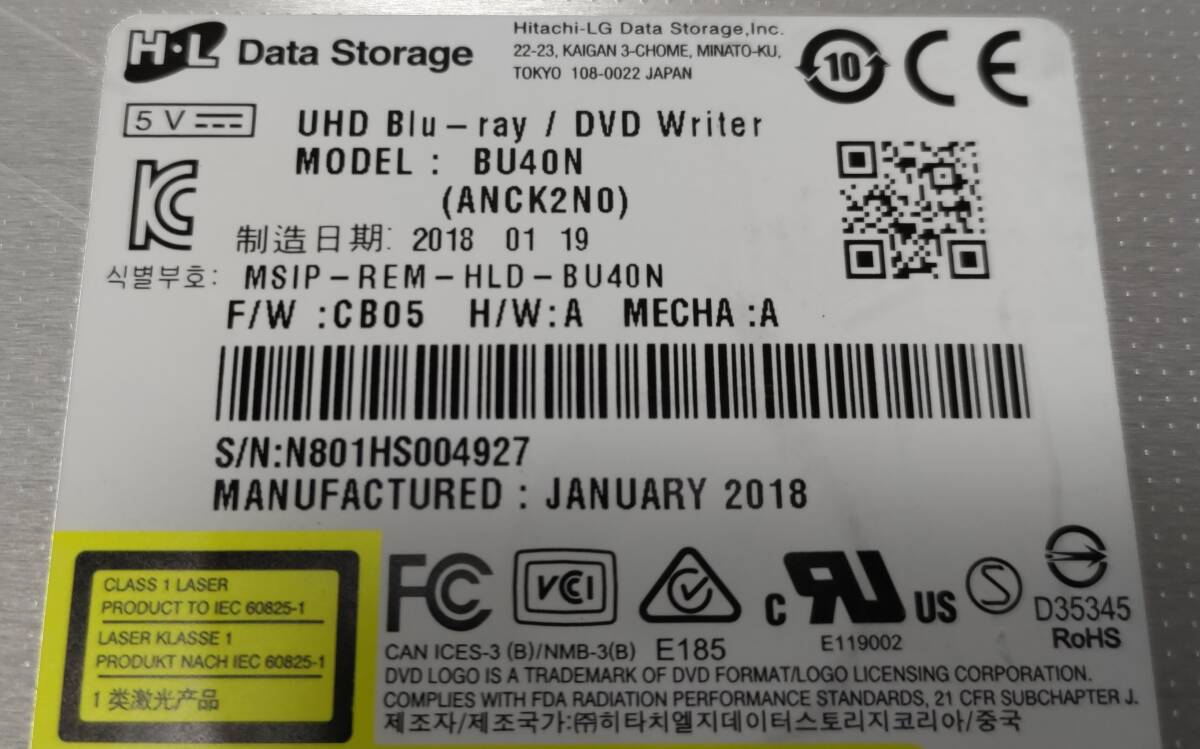 H·L Data Storage
Hitachi-LG Data Storage,Inc.
22-23, KAIGAN 3-CHOME, MINATO-KU,
TOKYO 108-0022 JAPAN
10
CE
5 V
UHD Blu-ray / DVD Writer
MODEL : BU40N
(ANCK2N0)
制造日期: 2018 01 19
식별부호: MSIP-REM-HLD-BU40N
F/W :CB05 H/W:A MECHA :A
S/N:N801HS004927
MANUFACTURED : JANUARY 2018
CLASS 1 LASER
PRODUCT TO IEC 60825-1
LASER KLASSE 1
PRODUKT NACH IEC 60825-1
1 类激光产品
FC
VCI
c RU US
S
CAN ICES-3 (B)/NMB-3(B)
E185
E119002
D35345
RoHS
DVD LOGO IS A TRADEMARK OF DVD FORMAT/LOGO LICENSING CORPORATION.
COMPLIES WITH FDA RADIATION PERFORMANCE STANDARDS, 21 CFR SUBCHAPTER J.
제조자/제조국가:㈜히타치엘지데이터스토리지코리아/중국